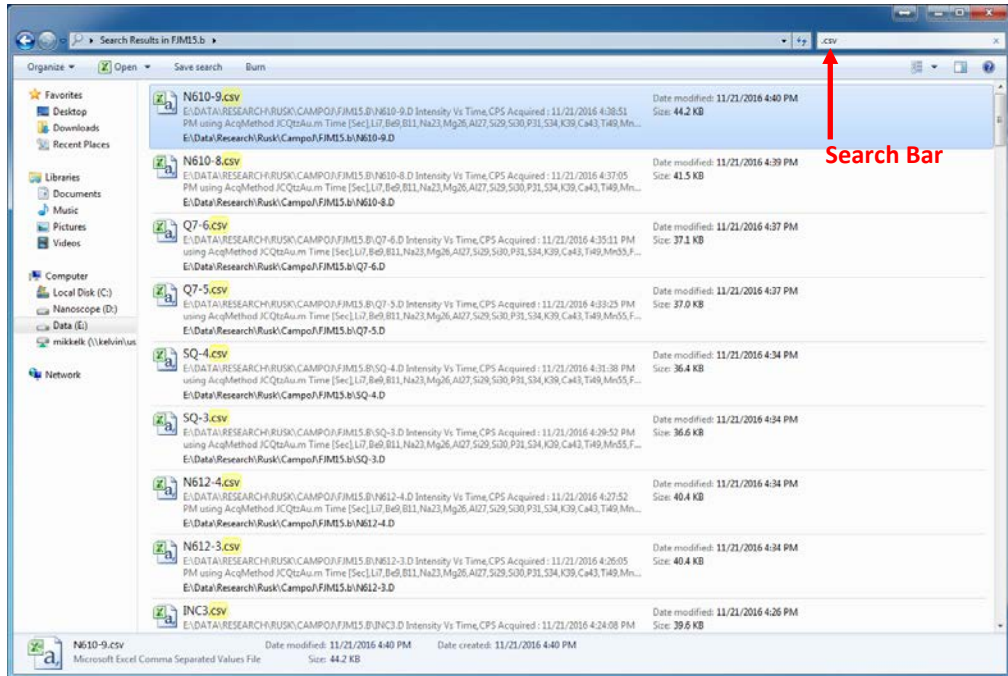 Search Results in FJM15.b
.csv
Organize
Open
Save search
Burn
Favorites
Desktop
Downloads
Recent Places
Libraries
Documents
Music
Pictures
Videos
Computer
Local Disk (C:)
Nanoscope (D:)
Data (E:)
mikkelk (\\kelvin\us
Network
Search Bar
N610-9.csv
Date modified: 11/21/2016 4:40 PM
E:\DATA\RESEARCH\RUSK\CAMPOJ\FJM15.B\N610-9.D Intensity Vs Time,CPS Acquired : 11/21/2016 4:38:51
Size: 44.2 KB
PM using AcqMethod JCQtzAu.m Time [Sec],Li7,Be9,B11,Na23,Mg26,Al27,Si29,Si30,P31,S34,K39,Ca43,Ti49,Mn...
E:\Data\Research\Rusk\CampoJ\FJM15.b\N610-9.D
N610-8.csv
Date modified: 11/21/2016 4:39 PM
E:\DATA\RESEARCH\RUSK\CAMPOJ\FJM15.B\N610-8.D Intensity Vs Time,CPS Acquired : 11/21/2016 4:37:05
Size: 41.5 KB
PM using AcqMethod JCQtzAu.m Time [Sec],Li7,Be9,B11,Na23,Mg26,Al27,Si29,Si30,P31,S34,K39,Ca43,Ti49,Mn...
E:\Data\Research\Rusk\CampoJ\FJM15.b\N610-8.D
Q7-6.csv
Date modified: 11/21/2016 4:37 PM
E:\DATA\RESEARCH\RUSK\CAMPOJ\FJM15.B\Q7-6.D Intensity Vs Time,CPS Acquired : 11/21/2016 4:35:11 PM
Size: 37.1 KB
using AcqMethod JCQtzAu.m Time [Sec],Li7,Be9,B11,Na23,Mg26,Al27,Si29,Si30,P31,S34,K39,Ca43,Ti49,Mn55,F...
E:\Data\Research\Rusk\CampoJ\FJM15.b\Q7-6.D
Q7-5.csv
Date modified: 11/21/2016 4:37 PM
E:\DATA\RESEARCH\RUSK\CAMPOJ\FJM15.B\Q7-5.D Intensity Vs Time,CPS Acquired : 11/21/2016 4:33:25 PM
Size: 37.0 KB
using AcqMethod JCQtzAu.m Time [Sec],Li7,Be9,B11,Na23,Mg26,Al27,Si29,Si30,P31,S34,K39,Ca43,Ti49,Mn55,F...
E:\Data\Research\Rusk\CampoJ\FJM15.b\Q7-5.D
SQ-4.csv
Date modified: 11/21/2016 4:34 PM
E:\DATA\RESEARCH\RUSK\CAMPOJ\FJM15.B\SQ-4.D Intensity Vs Time,CPS Acquired : 11/21/2016 4:31:38 PM
Size: 36.4 KB
using AcqMethod JCQtzAu.m Time [Sec],Li7,Be9,B11,Na23,Mg26,Al27,Si29,Si30,P31,S34,K39,Ca43,Ti49,Mn55,F...
E:\Data\Research\Rusk\CampoJ\FJM15.b\SQ-4.D
SQ-3.csv
Date modified: 11/21/2016 4:34 PM
E:\DATA\RESEARCH\RUSK\CAMPOJ\FJM15.B\SQ-3.D Intensity Vs Time,CPS Acquired : 11/21/2016 4:29:52 PM
Size: 36.6 KB
using AcqMethod JCQtzAu.m Time [Sec],Li7,Be9,B11,Na23,Mg26,Al27,Si29,Si30,P31,S34,K39,Ca43,Ti49,Mn55,F...
E:\Data\Research\Rusk\CampoJ\FJM15.b\SQ-3.D
N612-4.csv
Date modified: 11/21/2016 4:34 PM
E:\DATA\RESEARCH\RUSK\CAMPOJ\FJM15.B\N612-4.D Intensity Vs Time,CPS Acquired : 11/21/2016 4:27:52
Size: 40.4 KB
PM using AcqMethod JCQtzAu.m Time [Sec],Li7,Be9,B11,Na23,Mg26,Al27,Si29,Si30,P31,S34,K39,Ca43,Ti49,Mn...
E:\Data\Research\Rusk\CampoJ\FJM15.b\N612-4.D
N612-3.csv
Date modified: 11/21/2016 4:34 PM
E:\DATA\RESEARCH\RUSK\CAMPOJ\FJM15.B\N612-3.D Intensity Vs Time,CPS Acquired : 11/21/2016 4:26:05
Size: 40.4 KB
PM using AcqMethod JCQtzAu.m Time [Sec],Li7,Be9,B11,Na23,Mg26,Al27,Si29,Si30,P31,S34,K39,Ca43,Ti49,Mn...
E:\Data\Research\Rusk\CampoJ\FJM15.b\N612-3.D
INC3.csv
Date modified: 11/21/2016 4:26 PM
E:\DATA\RESEARCH\RUSK\CAMPOJ\FJM15.B\INC3.D Intensity Vs Time,CPS Acquired : 11/21/2016 4:24:08 PM
Size: 39.6 KB
N610-9.csv
Date modified: 11/21/2016 4:40 PM
Date created: 11/21/2016 4:40 PM
Microsoft Excel Comma Separated Values File
Size: 44.2 KB